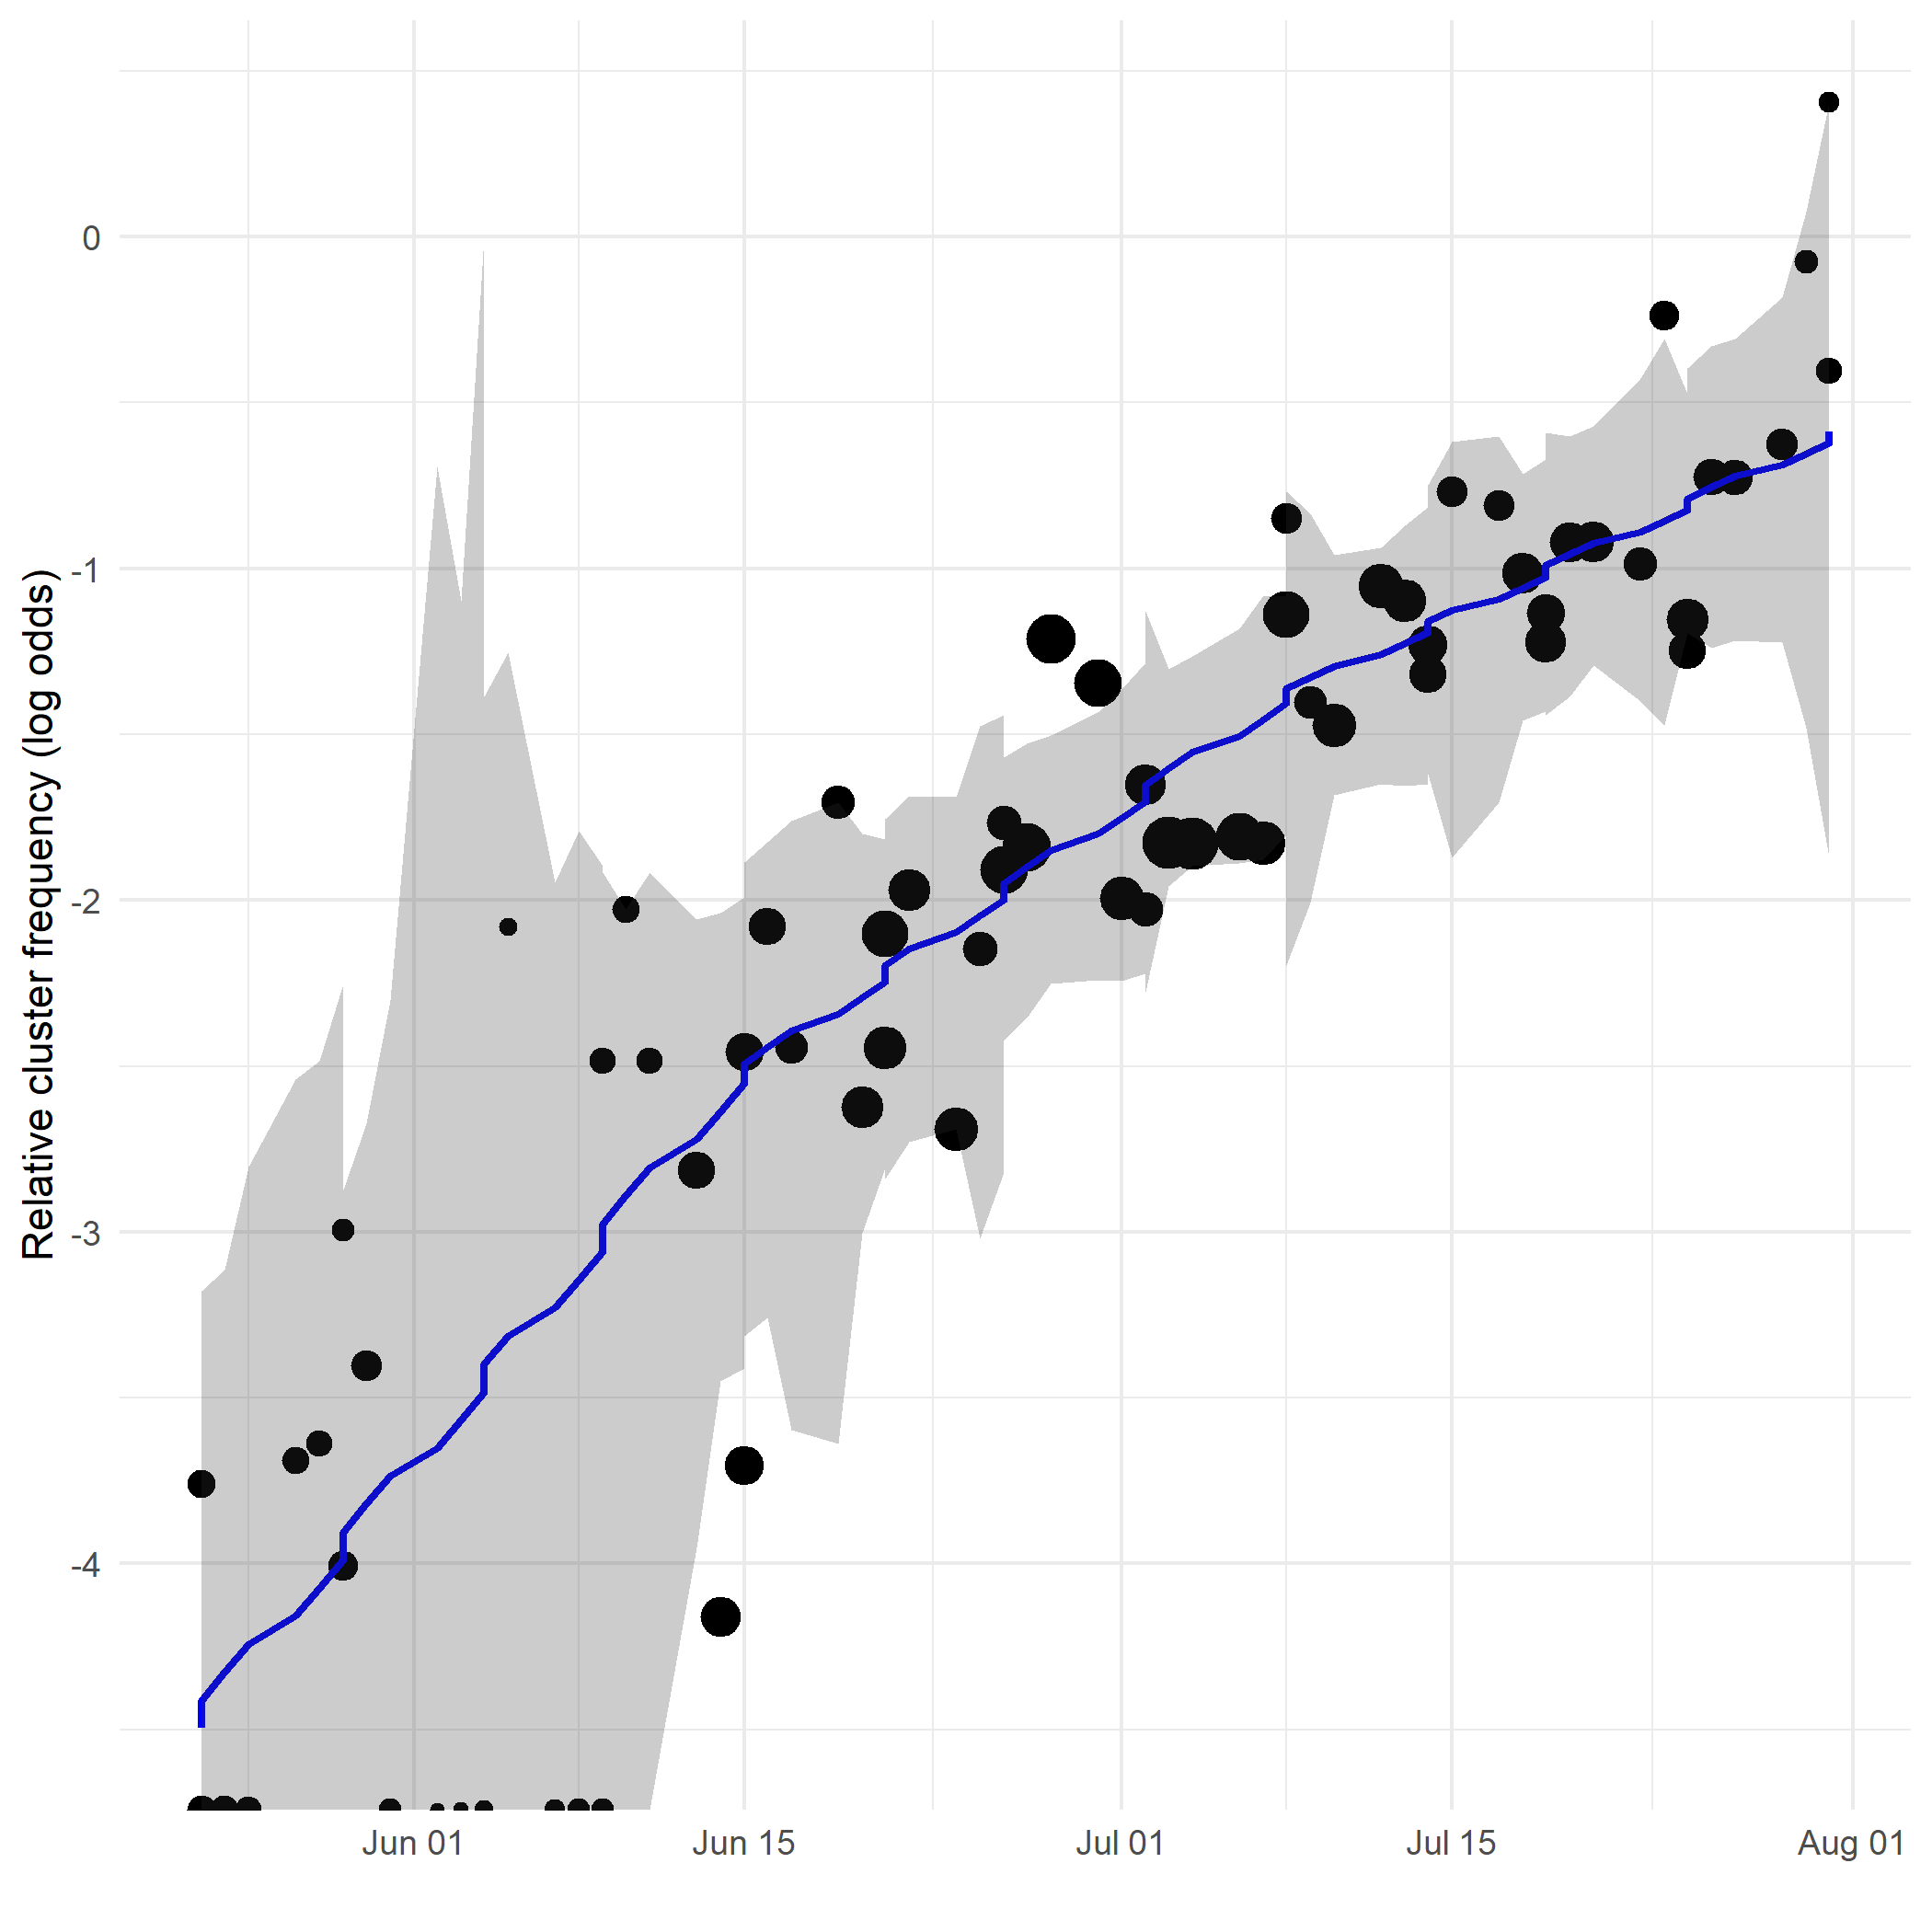 Relative cluster frequency (log odds)
0
-1
-2
-3
-4
Jun 01
Jun 15
Jul 01
Jul 15
Aug 01